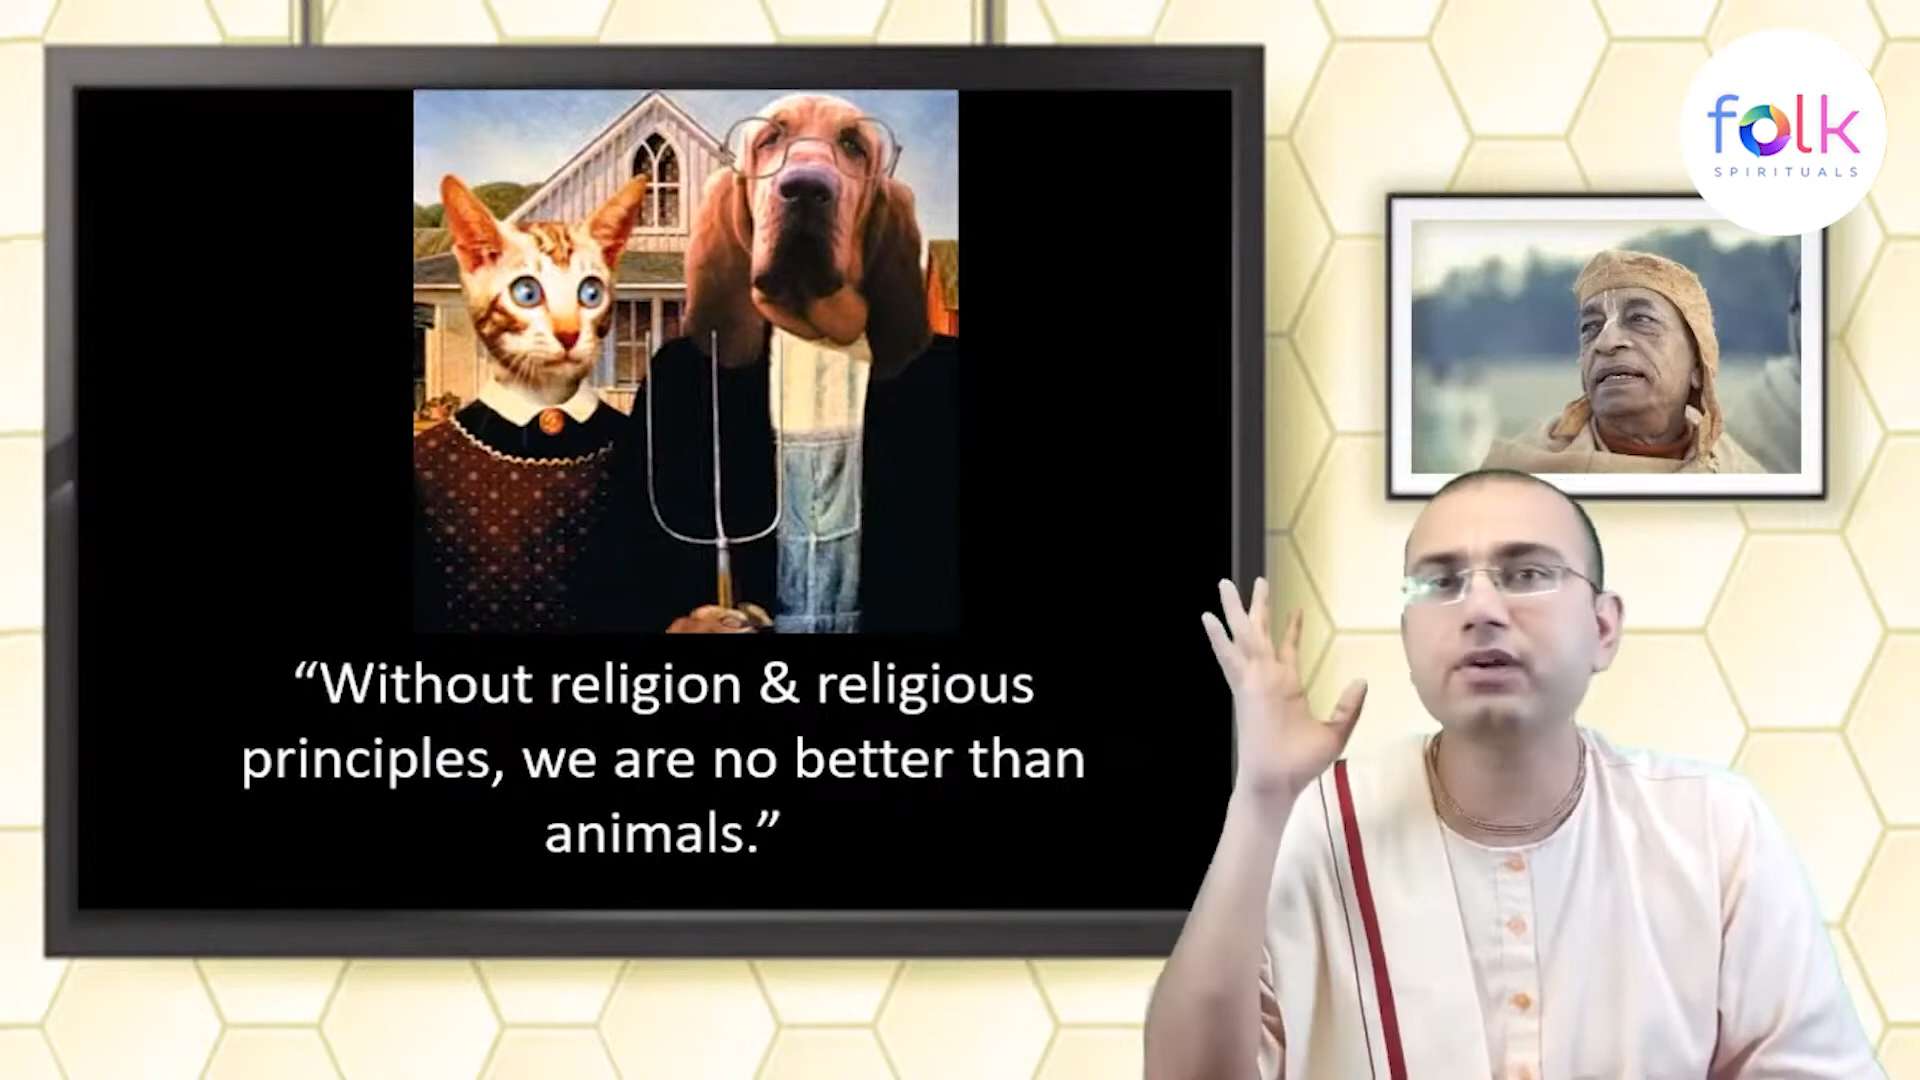 folk
SPIRITUALS
“Without religion & religious
principles, we are no better than
animals.”